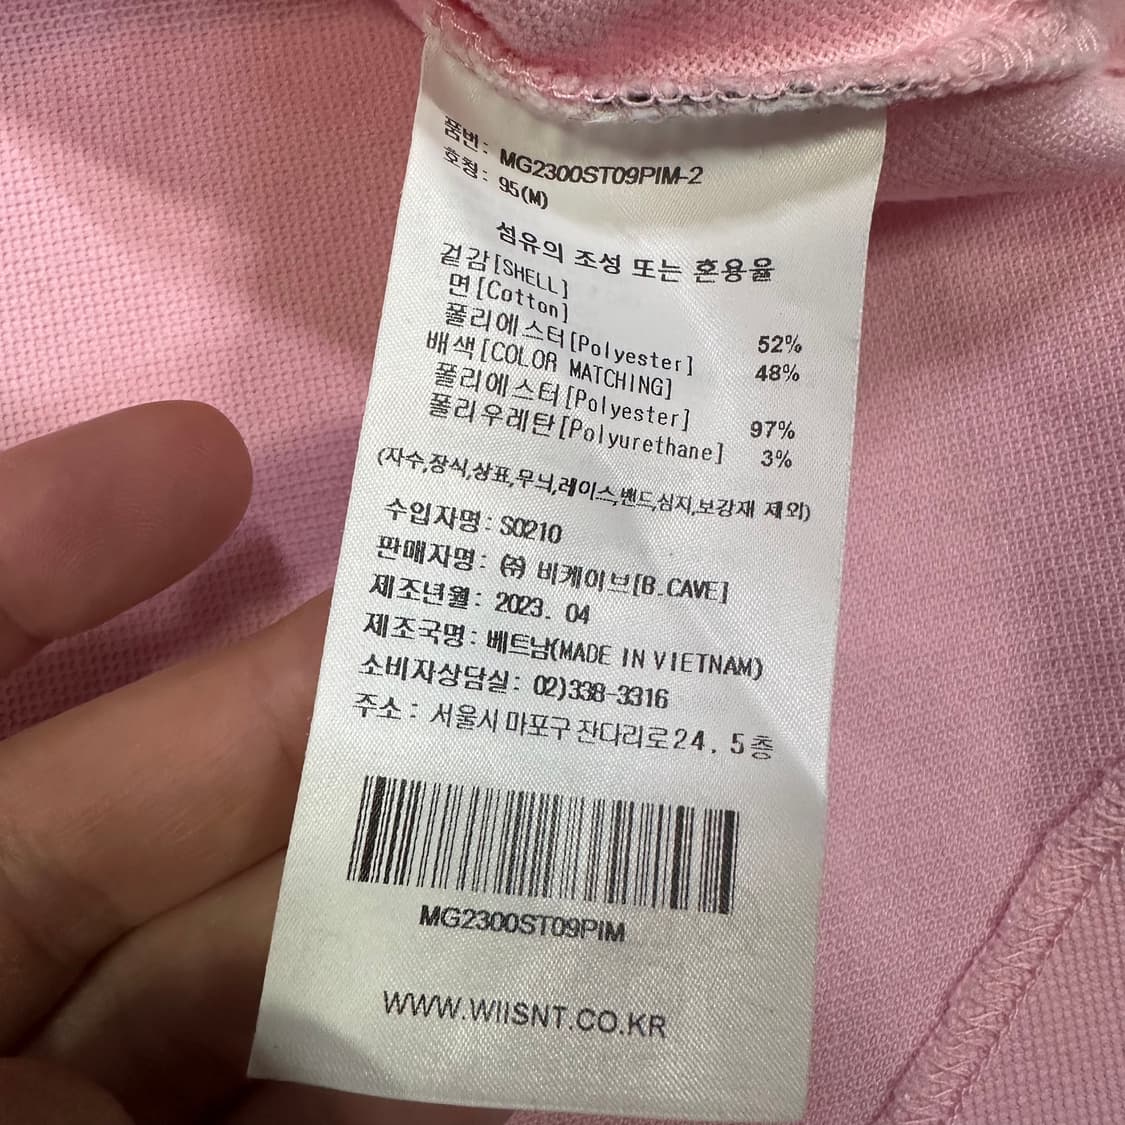 품번: MG2300ST09PIM-2
호칭: 95(M)
섬유의 조성 또는 혼용율
겉감[SHELL]
면[Cotton] 52%
폴리에스터[Polyester] 48%
배색[COLOR MATCHING]
폴리에스터[Polyester] 97%
폴리우레탄[Polyurethane] 3%
(자수,장식,상표,무늬,레이스,밴드,심지,보강재 제외)
수입자명: SO210
판매자명: ㈜ 비케이브[B.CAVE]
제조년월: 2023. 04
제조국명: 베트남(MADE IN VIETNAM)
소비자상담실: 02)338-3316
주소: 서울시 마포구 잔다리로24, 5층
MG2300ST09PIM
WWW.WIISNT.CO.KR